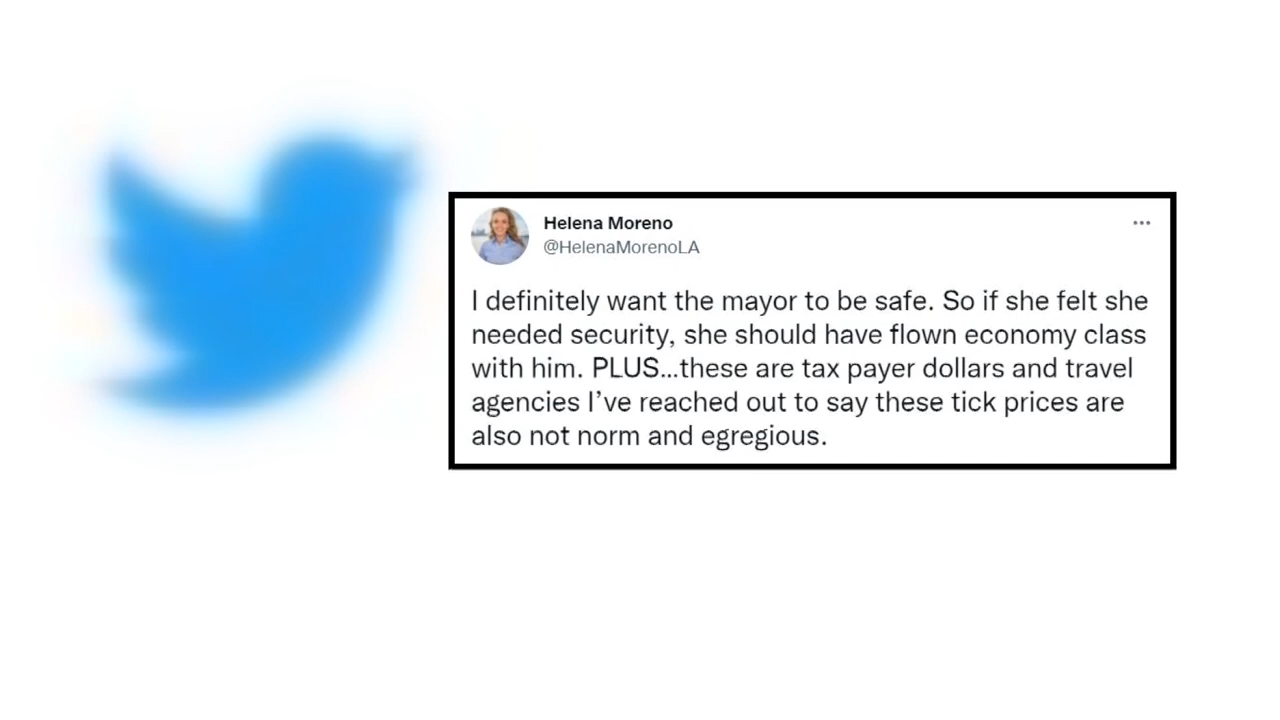 Helena Moreno
@HelenaMorenoLA
I definitely want the mayor to be safe. So if she felt she
needed security, she should have flown economy class
with him. PLUS...these are tax payer dollars and travel
agencies I’ve reached out to say these tick prices are
also not norm and egregious.